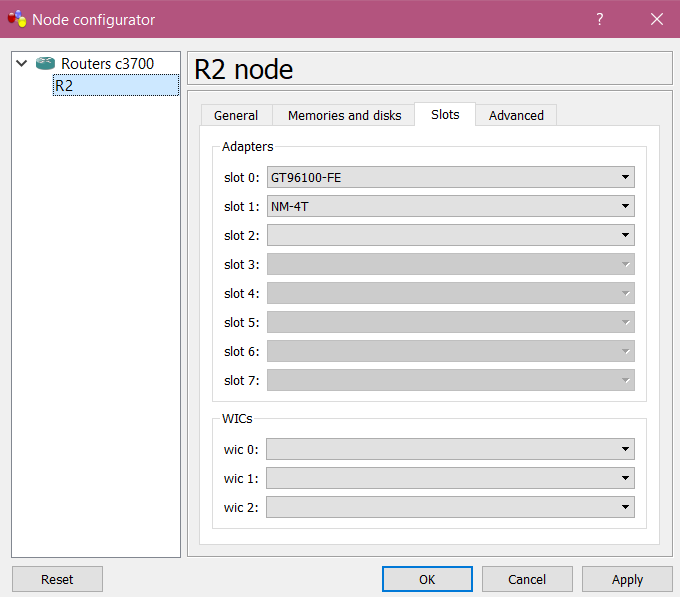 Node configurator
?
Routers c3700
R2
R2 node
General Memories and disks Slots Advanced
Adapters
slot 0: GT96100-FE
slot 1: NM-4T
slot 2:
slot 3:
slot 4:
slot 5:
slot 6:
slot 7:
WICs
wic 0:
wic 1:
wic 2:
Reset OK Cancel Apply